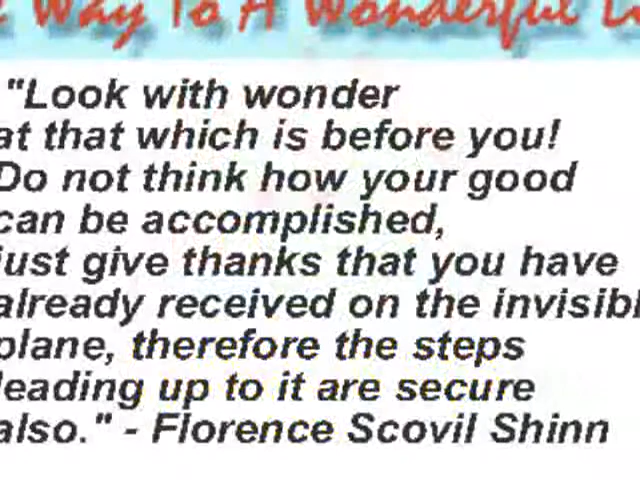 Way To A Wonderful
"Look with wonder
at that which is before you!
Do not think how your good
can be accomplished,
just give thanks that you have
already received on the invisibl
plane, therefore the steps
leading up to it are secure
also." - Florence Scovil Shinn